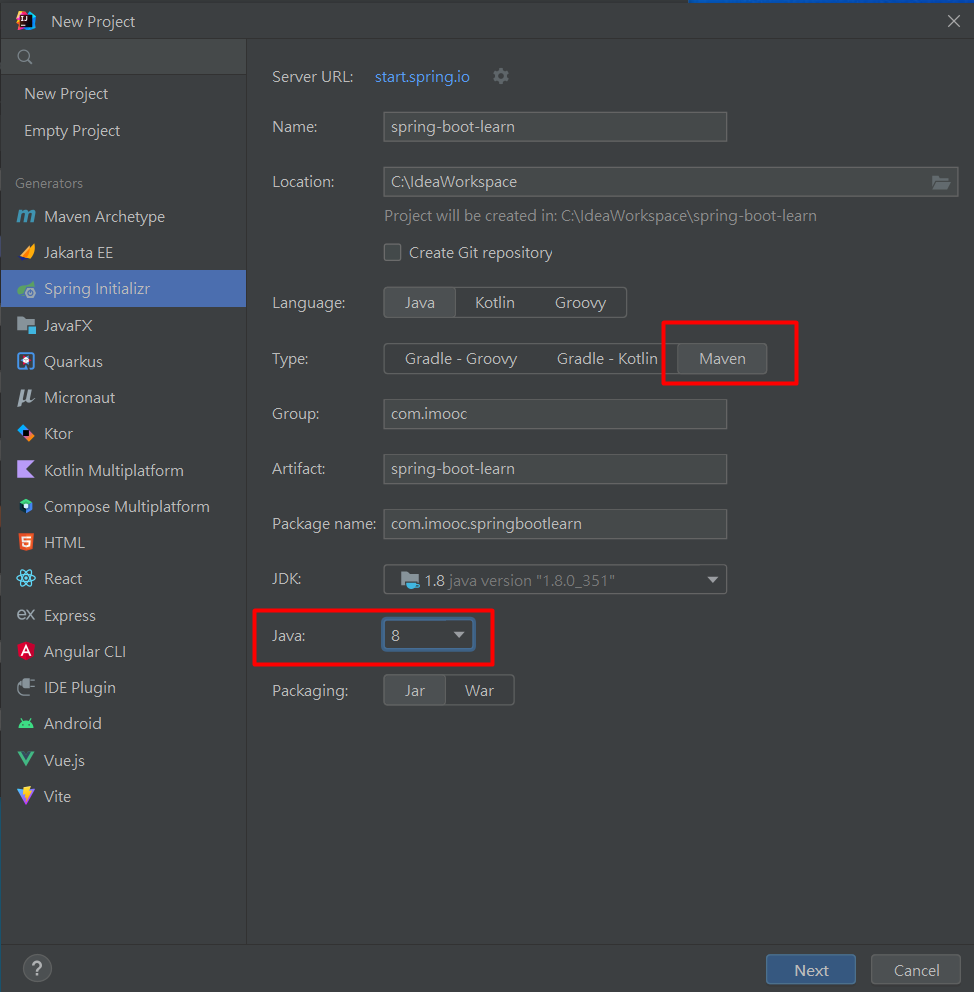 New Project
New Project
Empty Project
Generators
Maven Archetype
Jakarta EE
Spring Initializr
JavaFX
Quarkus
Micronaut
Ktor
Kotlin Multiplatform
Compose Multiplatform
HTML
React
Express
Angular CLI
IDE Plugin
Android
Vue.js
Vite
Server URL: start.spring.io
Name: spring-boot-learn
Location: C:\IdeaWorkspace
Project will be created in: C:\IdeaWorkspace\spring-boot-learn
Create Git repository
Language: Java Kotlin Groovy
Type: Gradle - Groovy Gradle - Kotlin Maven
Group: com.imooc
Artifact: spring-boot-learn
Package name: com.imooc.springbootlearn
JDK: 1.8 java version "1.8.0_351"
Java: 8
Packaging: Jar War
? Next Cancel